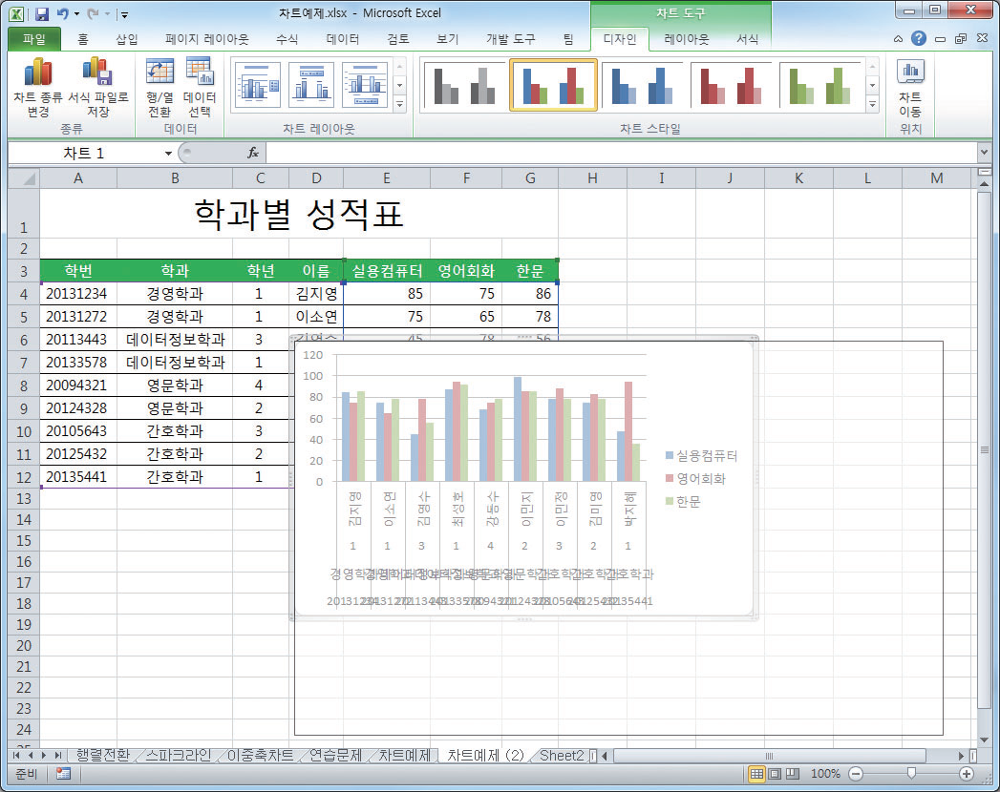 차트예제.xlsx - Microsoft Excel
차트 도구
파일 홈 삽입 페이지 레이아웃 수식 데이터 검토 보기 개발 도구 팀 디자인 레이아웃 서식
차트 종류 변경
서식 파일로 저장
행/열 전환
데이터 선택
차트 이동
종류 데이터 차트 레이아웃 차트 스타일 위치
차트 1 fx
A B C D E F G H I J K L M
1 학과별 성적표
2
3 학번 학과 학년 이름 실용컴퓨터 영어회화 한문
4 20131234 경영학과 1 김지영 85 75 86
5 20131272 경영학과 1 이소연 75 65 78
6 20113443 데이터정보학과 3 김영수 45 78 56
7 20133578 데이터정보학과 1
8 20094321 영문학과 4
9 20124328 영문학과 2
10 20105643 간호학과 3
11 20125432 간호학과 2
12 20135441 간호학과 1
13
14
15
16
17
18
19
20
21
22
23
24
120
100
80
60
40
20
0
김지영 이소연 김영수 최성호 강동수 이민지 이민정 김미영 박지혜
1 1 3 1 4 2 3 2 1
실용컴퓨터
영어회화
한문
행렬전환 스파크라인 이중축차트 연습문제 차트예제 차트예제 (2) Sheet2
준비 100%